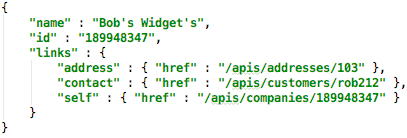 {
"name" : "Bob's Widget's",
"id" : "189948347",
"links" : {
"address" : { "href" : "/apis/addresses/103" },
"contact" : { "href" : "/apis/customers/rob212" },
"self" : { "href" : "/apis/companies/189948347" }
}
}